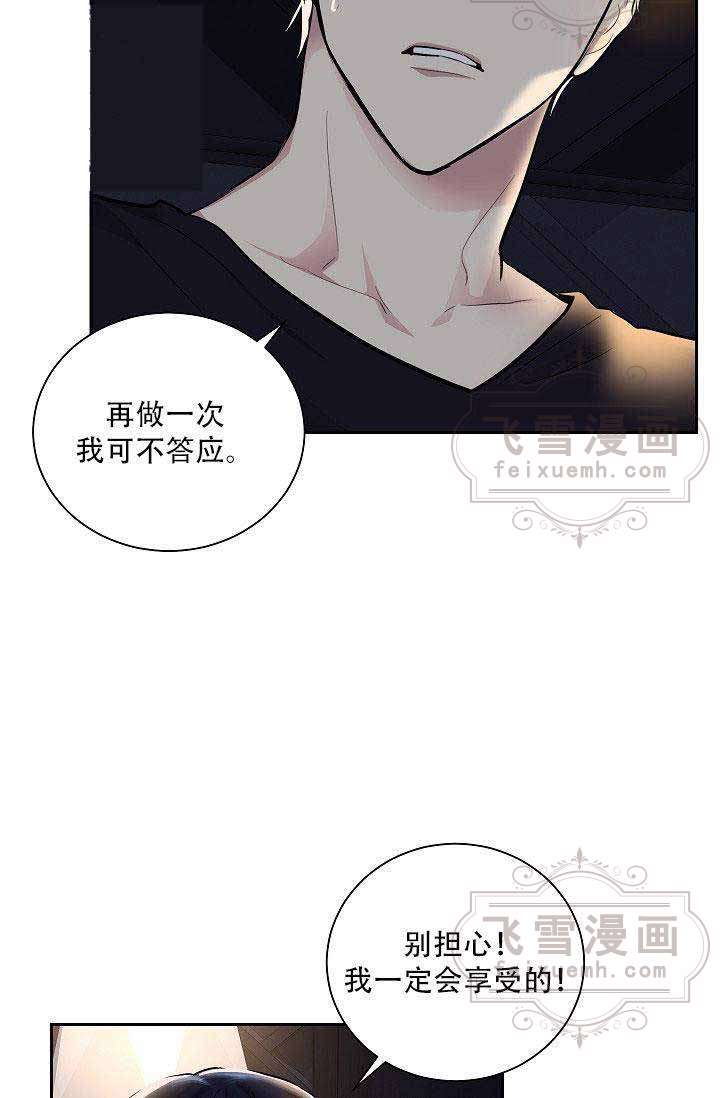 再做一次
我可不答应。
飞雪漫画
feixuemh.com
别担心！
我一定会享受的！
飞雪漫画
feixuemh.com